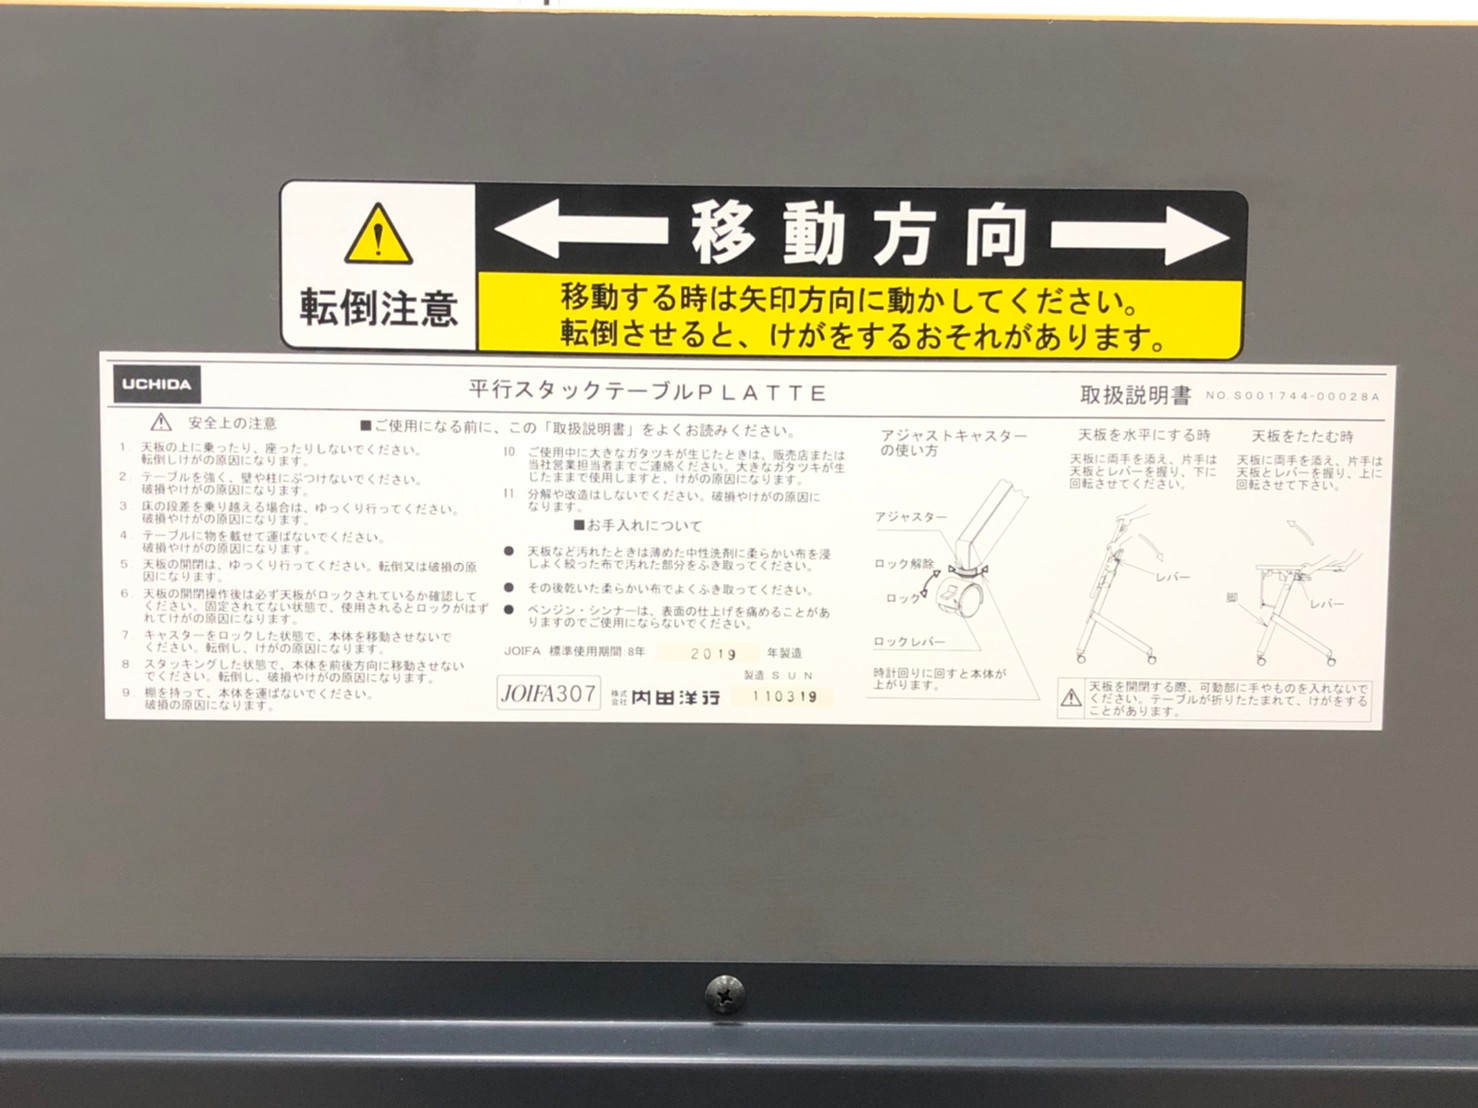 転倒注意
移動方向
移動する時は矢印方向に動かしてください。
転倒させると、けがをするおそれがあります。
UCHIDA
平行スタックテーブルPLATTE
取扱説明書 NO.S001744-00028A
安全上の注意
■ご使用になる前に、この「取扱説明書」をよくお読みください。
1. 天板の上に乗ったり、座ったりしないでください。
転倒しけがの原因になります。
2. テーブルを強く、壁や柱にぶつけないでください。
破損やけがの原因になります。
3. 床の段差を乗り越える場合は、ゆっくり行ってください。
破損やけがの原因になります。
4. テーブルに物を載せて運ばないでください。
破損やけがの原因になります。
5. 天板の開閉は、ゆっくり行ってください。転倒又は破損の原
因になります。
6. 天板の開閉操作後は必ず天板がロックされているか確認して
ください。固定されてない状態で、使用されるとロックがはず
れてけがの原因になります。
7 キャスターをロックした状態で、本体を移動させないで
ください。転倒し、けがの原因になります。
8 スタッキングした状態で、本体を前後方向に移動させない
でください。転倒し、破損やけがの原因になります。
9. 棚を持って、本体を運ばないでください。
破損の原因になります。
10 ご使用中に大きなガタツキが生じたときは、販売店または
当社営業担当者までご連絡ください。大きなガタツキが生
じたままで使用しますと、けがの原因になります。
11 分解や改造はしないでください。破損やけがの原因に
なります。
■お手入れについて
● 天板など汚れたときは薄めた中性洗剤に柔らかい布を浸
しよく絞った布で汚れた部分をふき取ってください。
● その後乾いた柔らかい布でよくふき取ってください。
● ベンジン・シンナーは、表面の仕上げを痛めることがあ
りますのでご使用にならないでください。
JOIFA 標準使用期間:8年 2019 年製造
製造 SUN
JOIFA307 株式会社 内田洋行 110319
アジャストキャスター
の使い方
アジャスター
ロック解除
ロック
ロックレバー
時計回りに回すと本体が
上がります。
天板を水平にする時
天板に両手を添え、片手は
天板とレバーを握り、下に
回転させてください。
レバー
天板をたたむ時
天板に両手を添え、片手は
天板とレバーを握り、上に
回転させて下さい。
脚
レバー
天板を開閉する際、可動部に手やものを入れないで
ください。テーブルが折りたたまれて、けがをする
ことがあります。